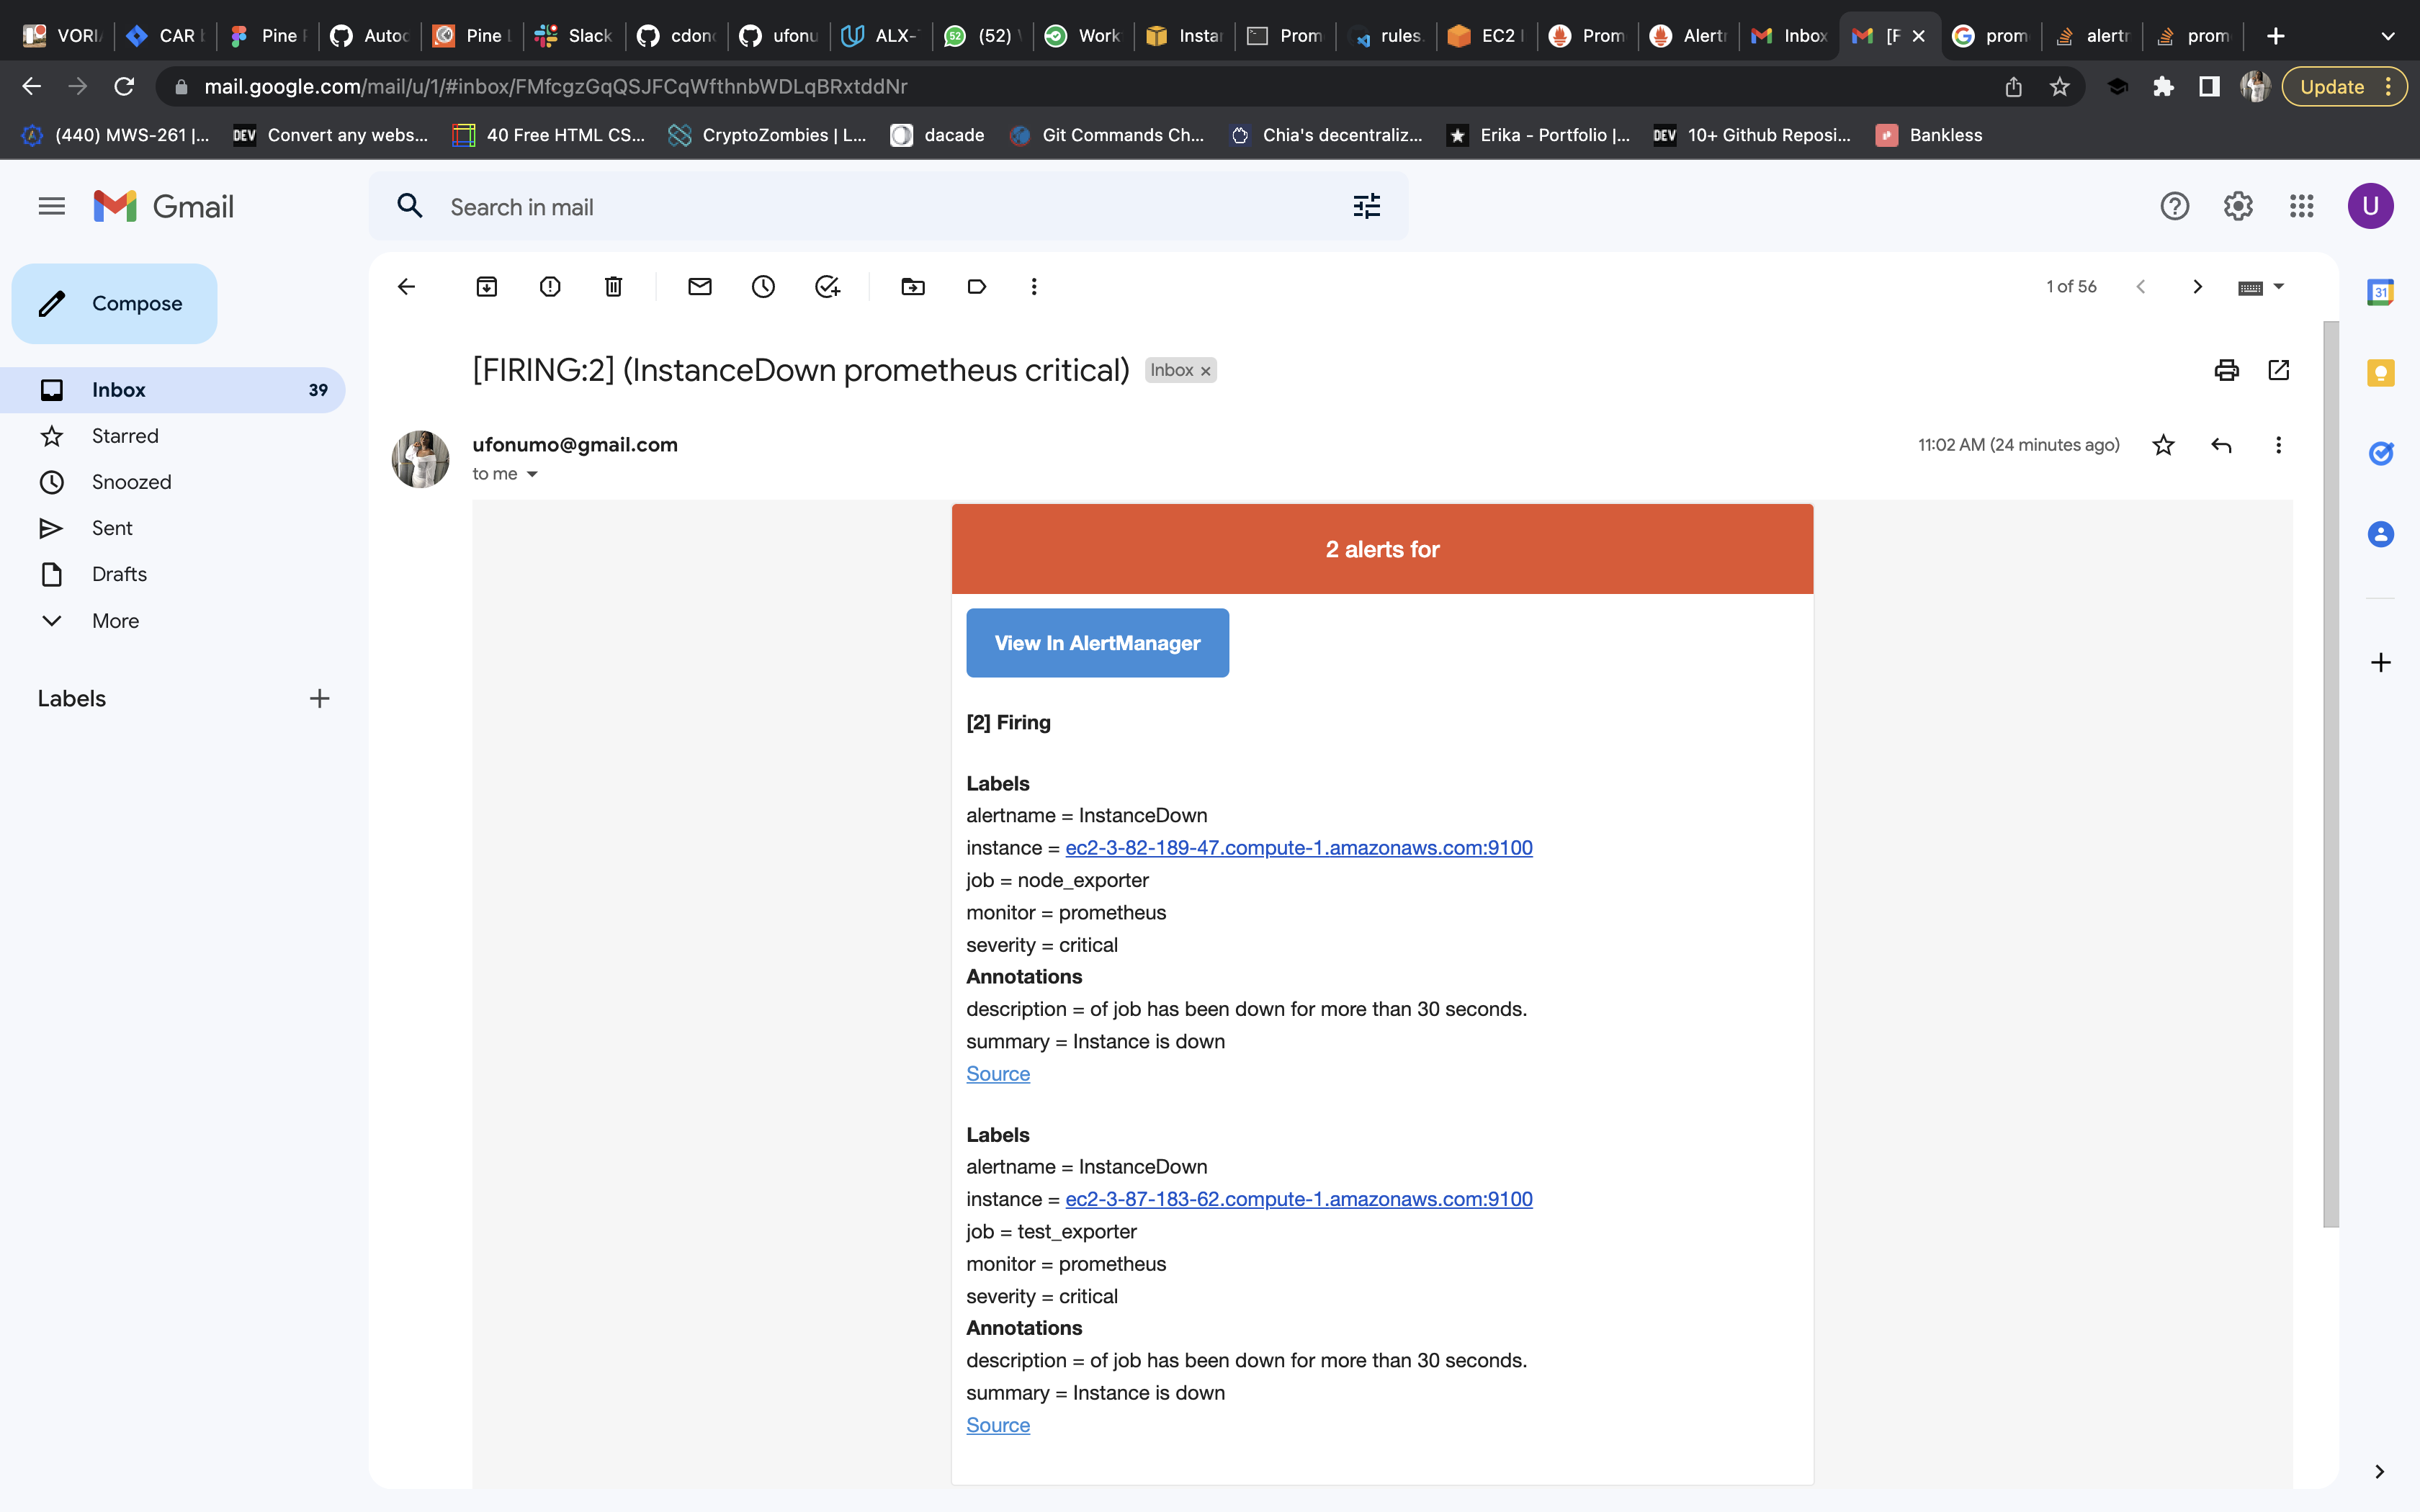 VORI
CAR
Pine
Autoc
Pine
Slack
cdon
ufonu
ALX-
52
(52)
Work
Instar
Prom
rules.
EC2
Prom
Alertr
Inbox
[F
prom
alertr
prom
mail.google.com/mail/u/1/#inbox/FMfcgzGqQSJFCqWfthnbWDLqBRxtddNr
Update
(440) MWS-261 |...
DEV Convert any webs...
40 Free HTML CS...
CryptoZombies | L...
dacade
Git Commands Ch...
Chia's decentraliz...
Erika - Portfolio |...
DEV 10+ Github Reposi...
Bankless
Gmail
Search in mail
U
Compose
1 of 56
31
Inbox 39
Starred
Snoozed
Sent
Drafts
More
Labels
[FIRING:2] (InstanceDown prometheus critical) Inbox x
ufonumo@gmail.com
11:02 AM (24 minutes ago)
to me
2 alerts for
View In AlertManager
[2] Firing
Labels
alertname = InstanceDown
instance = ec2-3-82-189-47.compute-1.amazonaws.com:9100
job = node_exporter
monitor = prometheus
severity = critical
Annotations
description = of job has been down for more than 30 seconds.
summary = Instance is down
Source
Labels
alertname = InstanceDown
instance = ec2-3-87-183-62.compute-1.amazonaws.com:9100
job = test_exporter
monitor = prometheus
severity = critical
Annotations
description = of job has been down for more than 30 seconds.
summary = Instance is down
Source